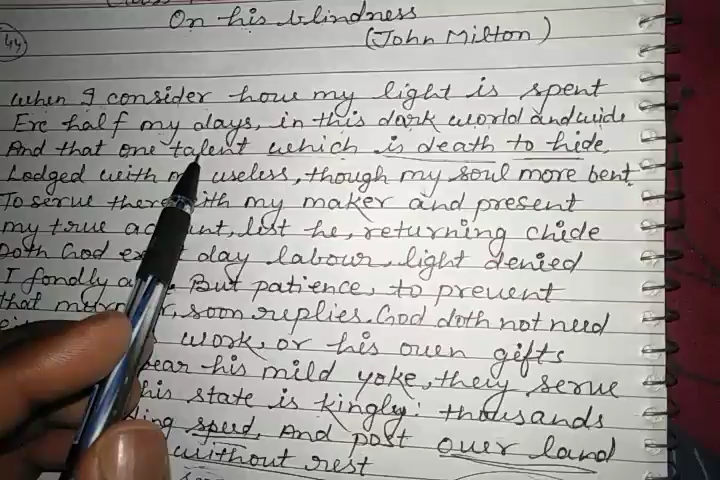 44
On his blindness
(John Milton)
when I consider how my light is spent
Ere half my days, in this dark world and wide
And that one talent which is death to hide
Lodged with me useless, though my soul more bent
To serve with my maker and present
my true lest he, returning chide
Doth God day labour, light denied
I fondly But patience, to prevent
that soon replies. God doth not need
work, or his own gifts
his mild yoke, they serve
his state is kingly: thousands
speed, And post over land
without rest